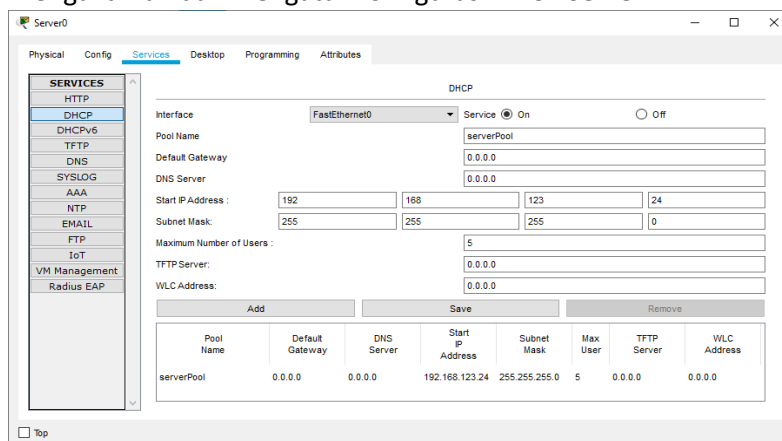 Server0
Physical Config Services Desktop Programming Attributes
SERVICES
HTTP
DHCP
DHCPv6
TFTP
DNS
SYSLOG
AAA
NTP
EMAIL
FTP
IoT
VM Management
Radius EAP
DHCP
Interface FastEthernet0 Service On Off
Pool Name serverPool
Default Gateway 0.0.0.0
DNS Server 0.0.0.0
Start IP Address : 192 168 123 24
Subnet Mask: 255 255 255 0
Maximum Number of Users : 5
TFTP Server: 0.0.0.0
WLC Address: 0.0.0.0
Add Save Remove
Pool Name Default Gateway DNS Server Start IP Address Subnet Mask Max User TFTP Server WLC Address
serverPool 0.0.0.0 0.0.0.0 192.168.123.24 255.255.255.0 5 0.0.0.0 0.0.0.0
Top